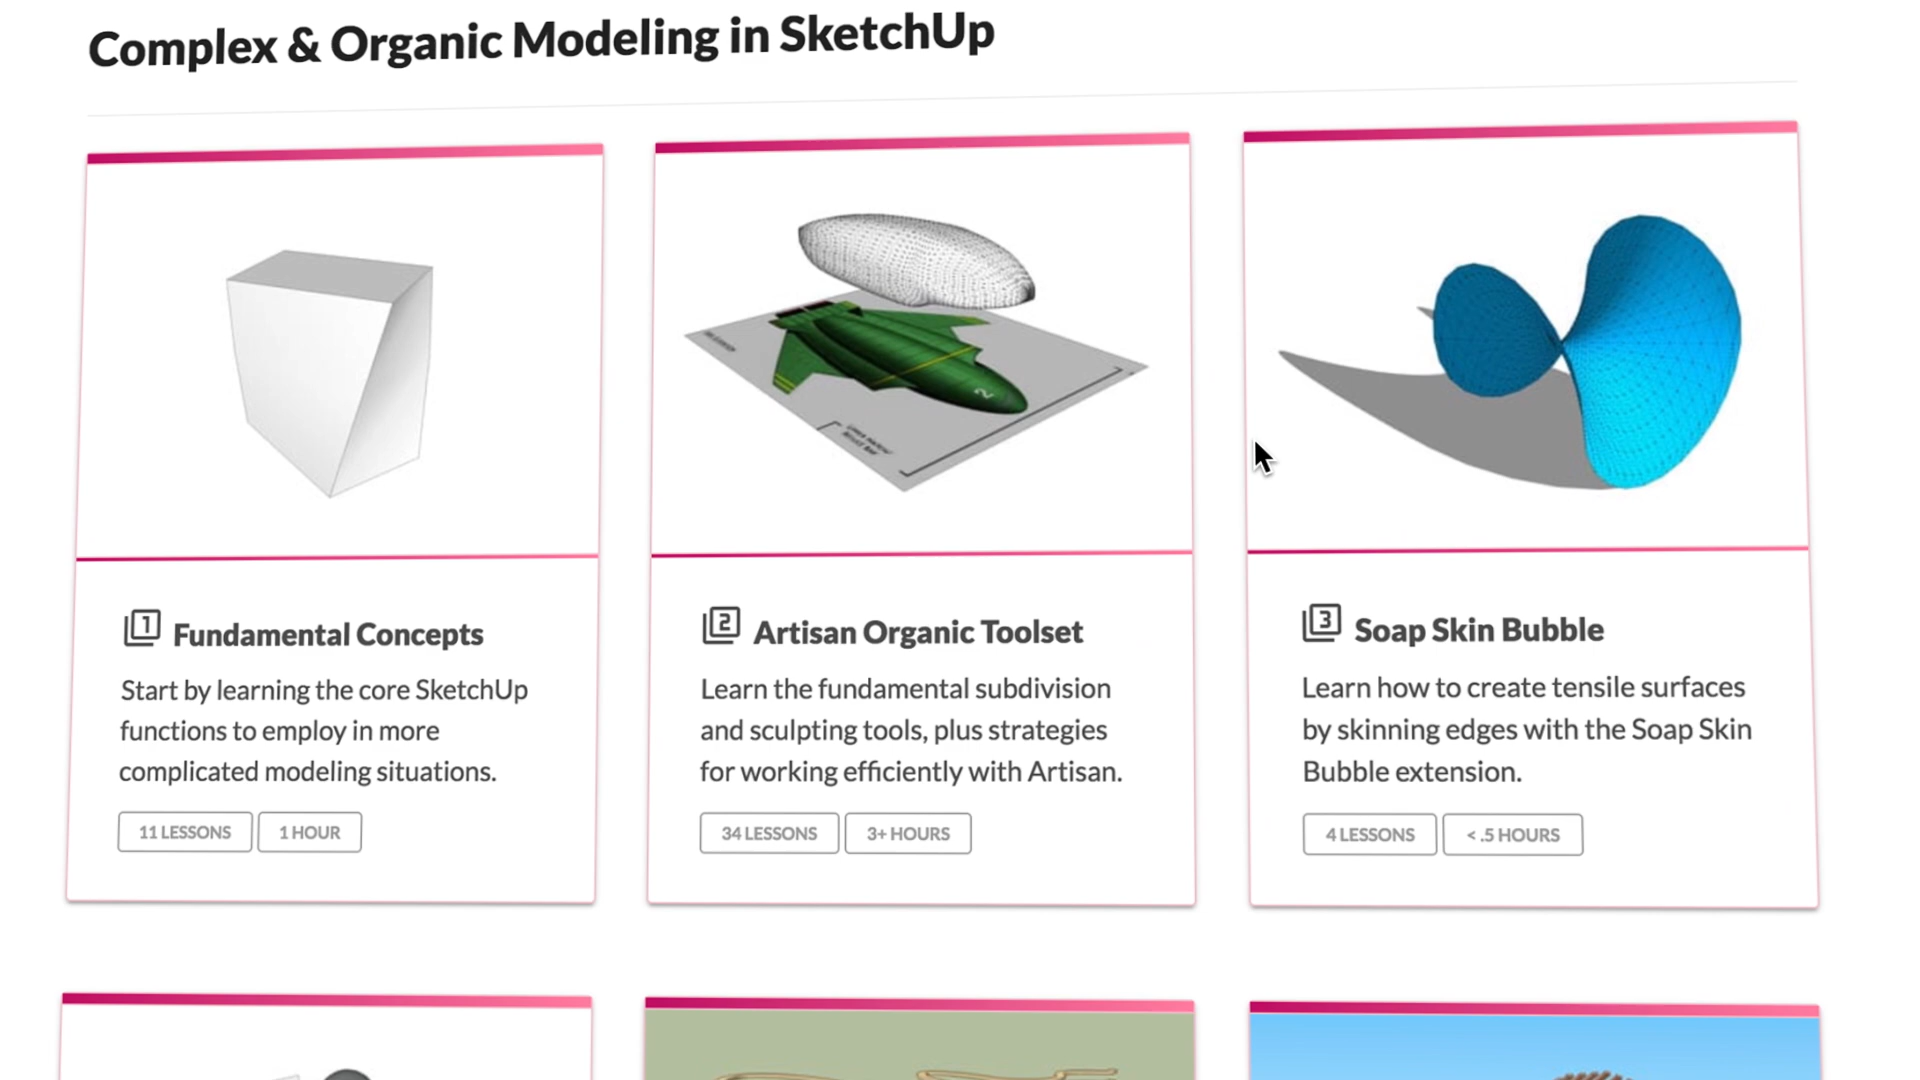 Complex & Organic Modeling in SketchUp
2
1 Fundamental Concepts
Start by learning the core SketchUp
functions to employ in more
complicated modeling situations.
11 LESSONS 1 HOUR
2 Artisan Organic Toolset
Learn the fundamental subdivision
and sculpting tools, plus strategies
for working efficiently with Artisan.
34 LESSONS 3+ HOURS
3 Soap Skin Bubble
Learn how to create tensile surfaces
by skinning edges with the Soap Skin
Bubble extension.
4 LESSONS < .5 HOURS